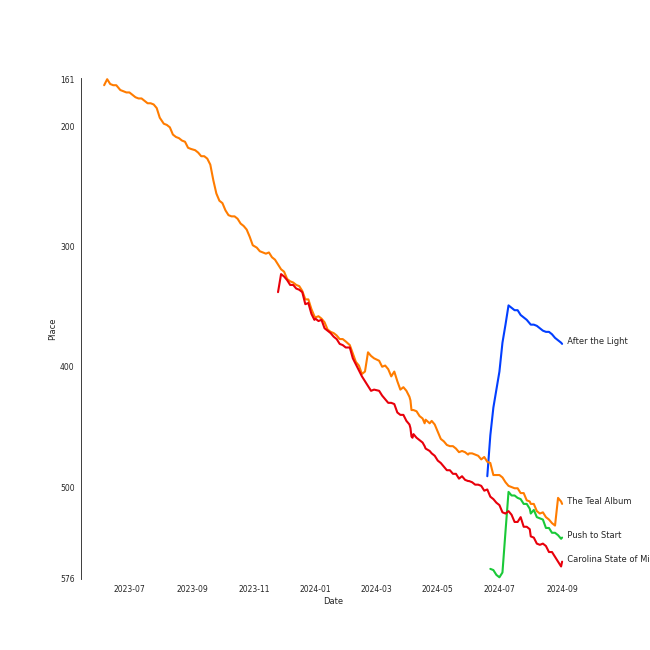 161
200
300
400
500
576
Place
2023-07
2023-09
2023-11
2024-01
2024-03
2024-05
2024-07
2024-09
Date
After the Light
The Teal Album
Push to Start
Carolina State of Mi